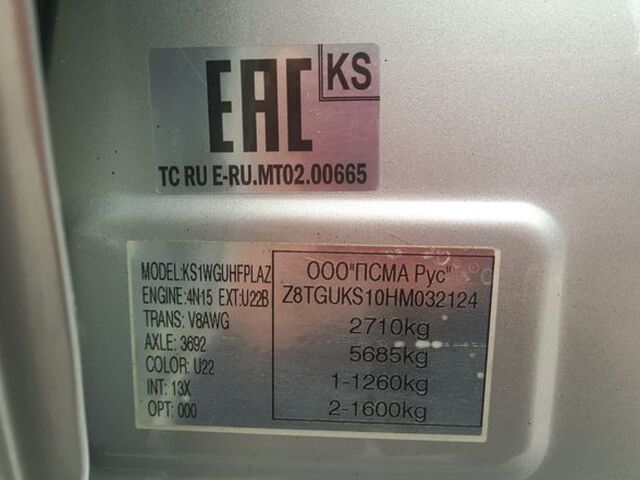 EAC KS
TC RU E-RU.MT02.00665
MODEL:KS1WGUHFPLAZ
ENGINE: 4N15 EXT:U22B
TRANS: V8AWG
AXLE: 3692
COLOR: U22
INT: 13X
OPT: 000
ООО"ПСМА Рус"
Z8TGUKS10HM032124
2710kg
5685kg
1-1260kg
2-1600kg